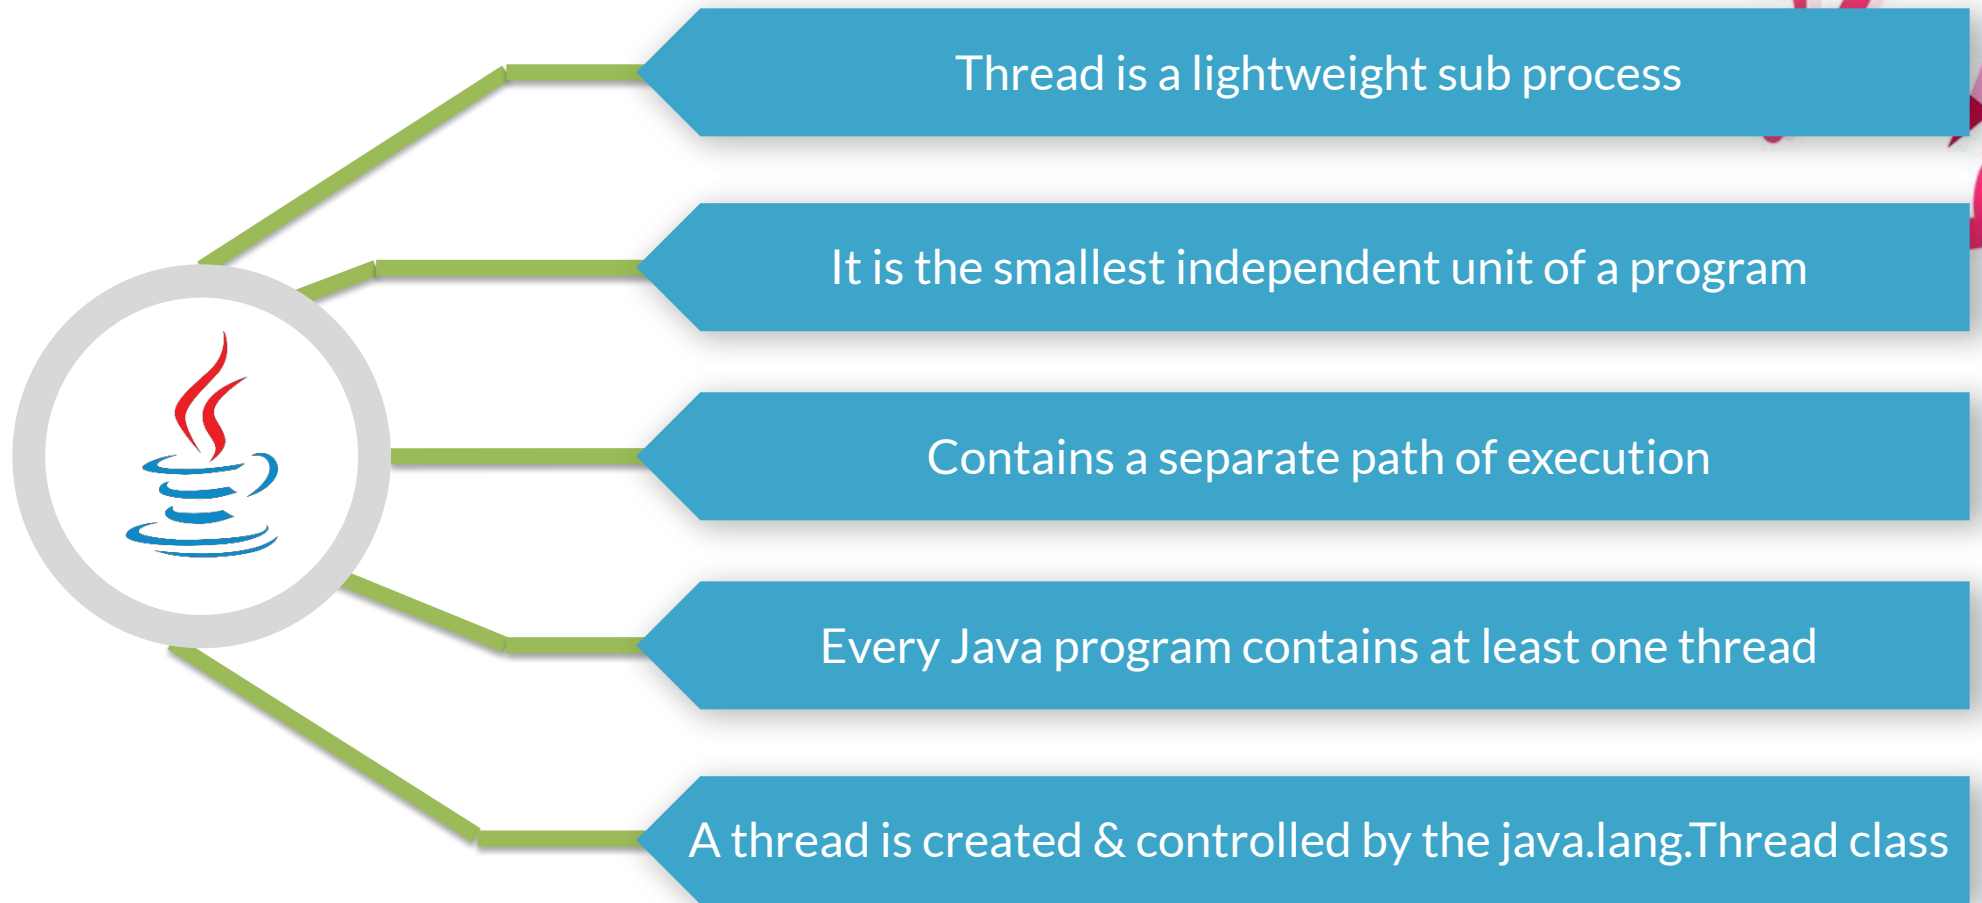 Thread is a lightweight sub process
It is the smallest independent unit of a program
Contains a separate path of execution
Every Java program contains at least one thread
A thread is created & controlled by the java.lang.Thread class